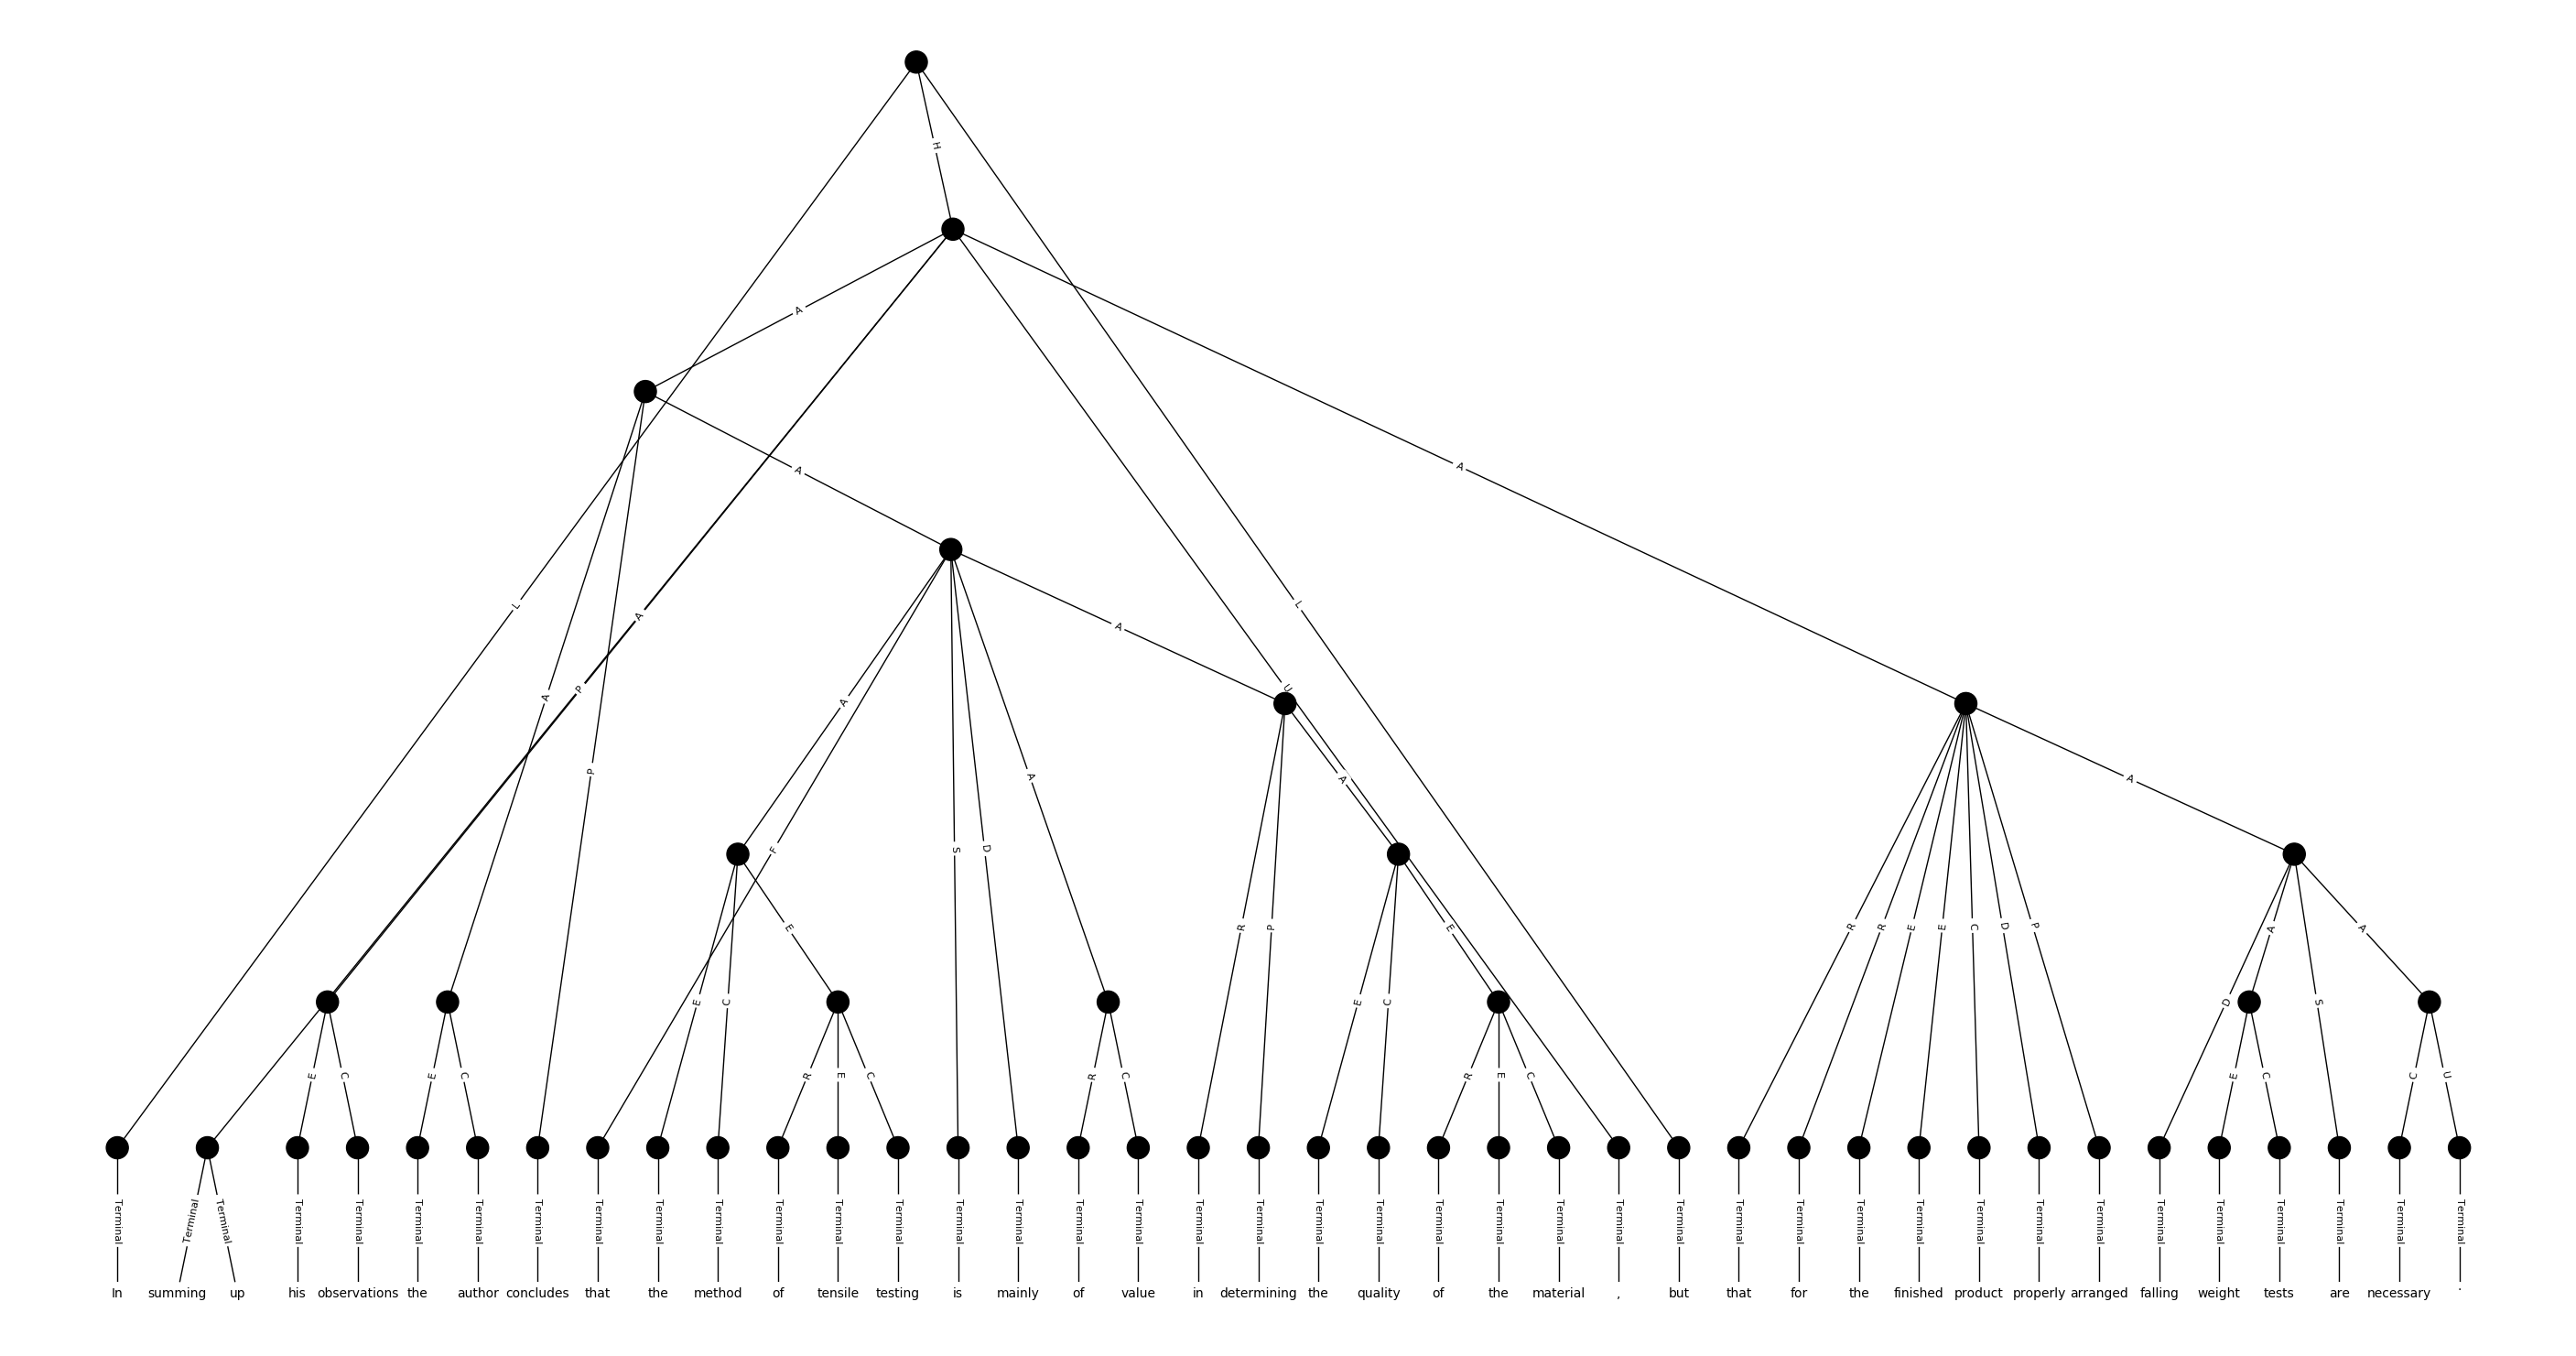 H
A
A
A
L
A
L
A
U
P
A
A
A
P
A
A
A
F
S
D
E
R
P
E
R
R
E
E
C
D
P
A
A
E
C
E
C
D
S
E
C
E
C
R
E
C
R
C
R
E
C
E
C
C
U
Terminal Terminal Terminal Terminal Terminal Terminal Terminal Terminal Terminal Terminal Terminal Terminal Terminal Terminal Terminal Terminal Terminal Terminal Terminal Terminal Terminal Terminal Terminal Terminal Terminal Terminal Terminal Terminal Terminal Terminal Terminal Terminal Terminal Terminal Terminal Terminal Terminal Terminal Terminal Terminal
In summing up his observations the author concludes that the method of tensile testing is mainly of value in determining the quality of the material , but that for the finished product properly arranged falling weight tests are necessary .